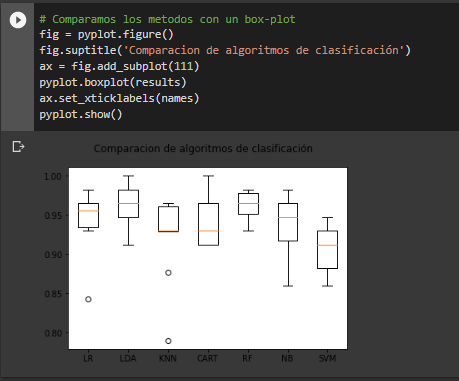 # Comparamos los metodos con un box-plot
fig = pyplot.figure()
fig.suptitle('Comparacion de algoritmos de clasificación')
ax = fig.add_subplot(111)
pyplot.boxplot(results)
ax.set_xticklabels(names)
pyplot.show()
Comparacion de algoritmos de clasificación
1.00
0.95
0.90
0.85
0.80
LR LDA KNN CART RF NB SVM